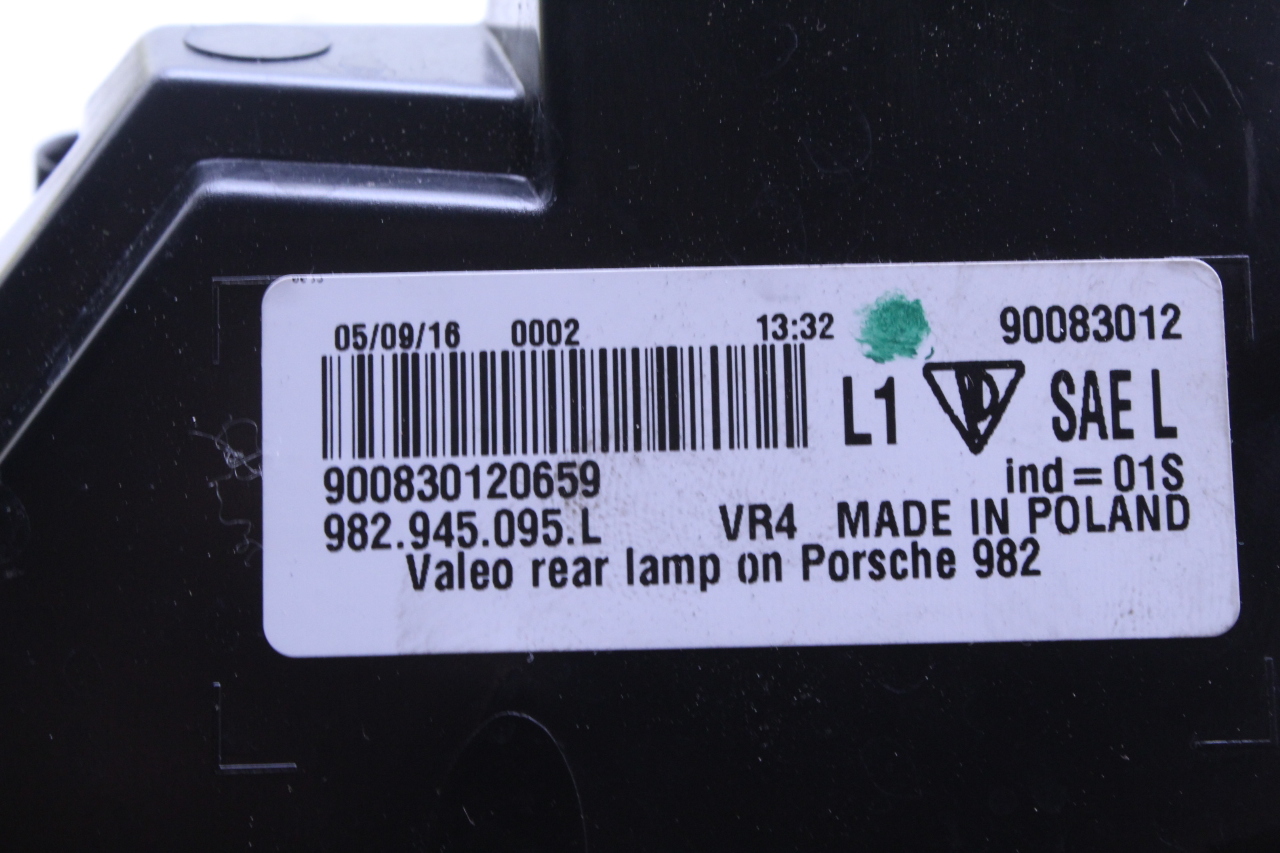 05/09/16 0002 13:32 90083012
L1 SAE L
900830120659 ind = 01S
982.945.095.L VR4 MADE IN POLAND
Valeo rear lamp on Porsche 982